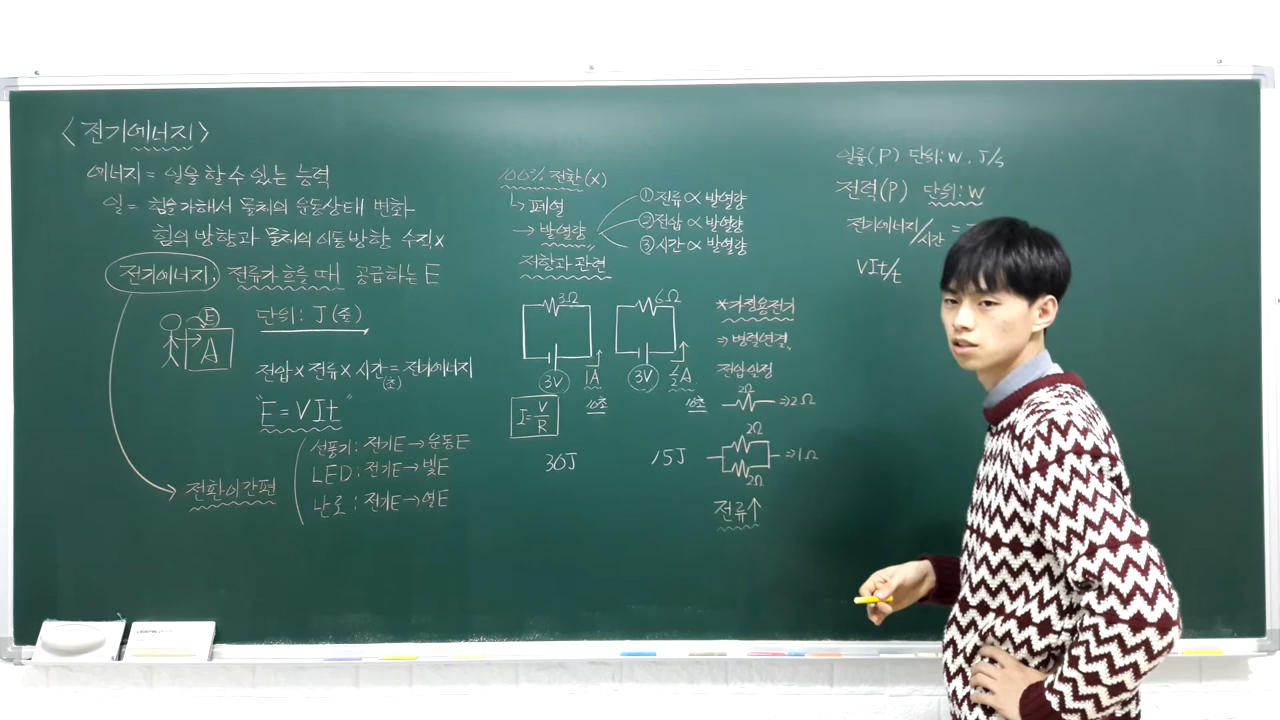 〈전기에너지〉
에너지 = 일을 할 수 있는 능력
일 = 힘을 가해서 물체의 운동상태 변화
힘의 방향과 물체의 이동방향 수직 x
전기에너지, 전류가 흐를 때 공급하는 E
E
A
단위 : J (줄)
전압 x 전류 x 시간 = 전기에너지
(초)
"E = VIt"
전환이 간편
선풍기 : 전기E → 운동E
LED : 전기E → 빛E
난로 : 전기E → 열E
100% 전환 (x)
↳ 폐열
→ 발열량
① 전류 ∝ 발열량
② 전압 ∝ 발열량
③ 시간 ∝ 발열량
저항과 관련
3Ω
3V
1A
10초
I = V/R
30J
6Ω
3V
1/2 A
10초
15J
*가정용전기
⇒ 병렬연결
전압일정
2Ω
⇒ 2Ω
2Ω
2Ω
⇒ 1Ω
전류↑
일률(P) 단위: W, J/s
전력(P) 단위: W
전기에너지/시간 =
VIt/t